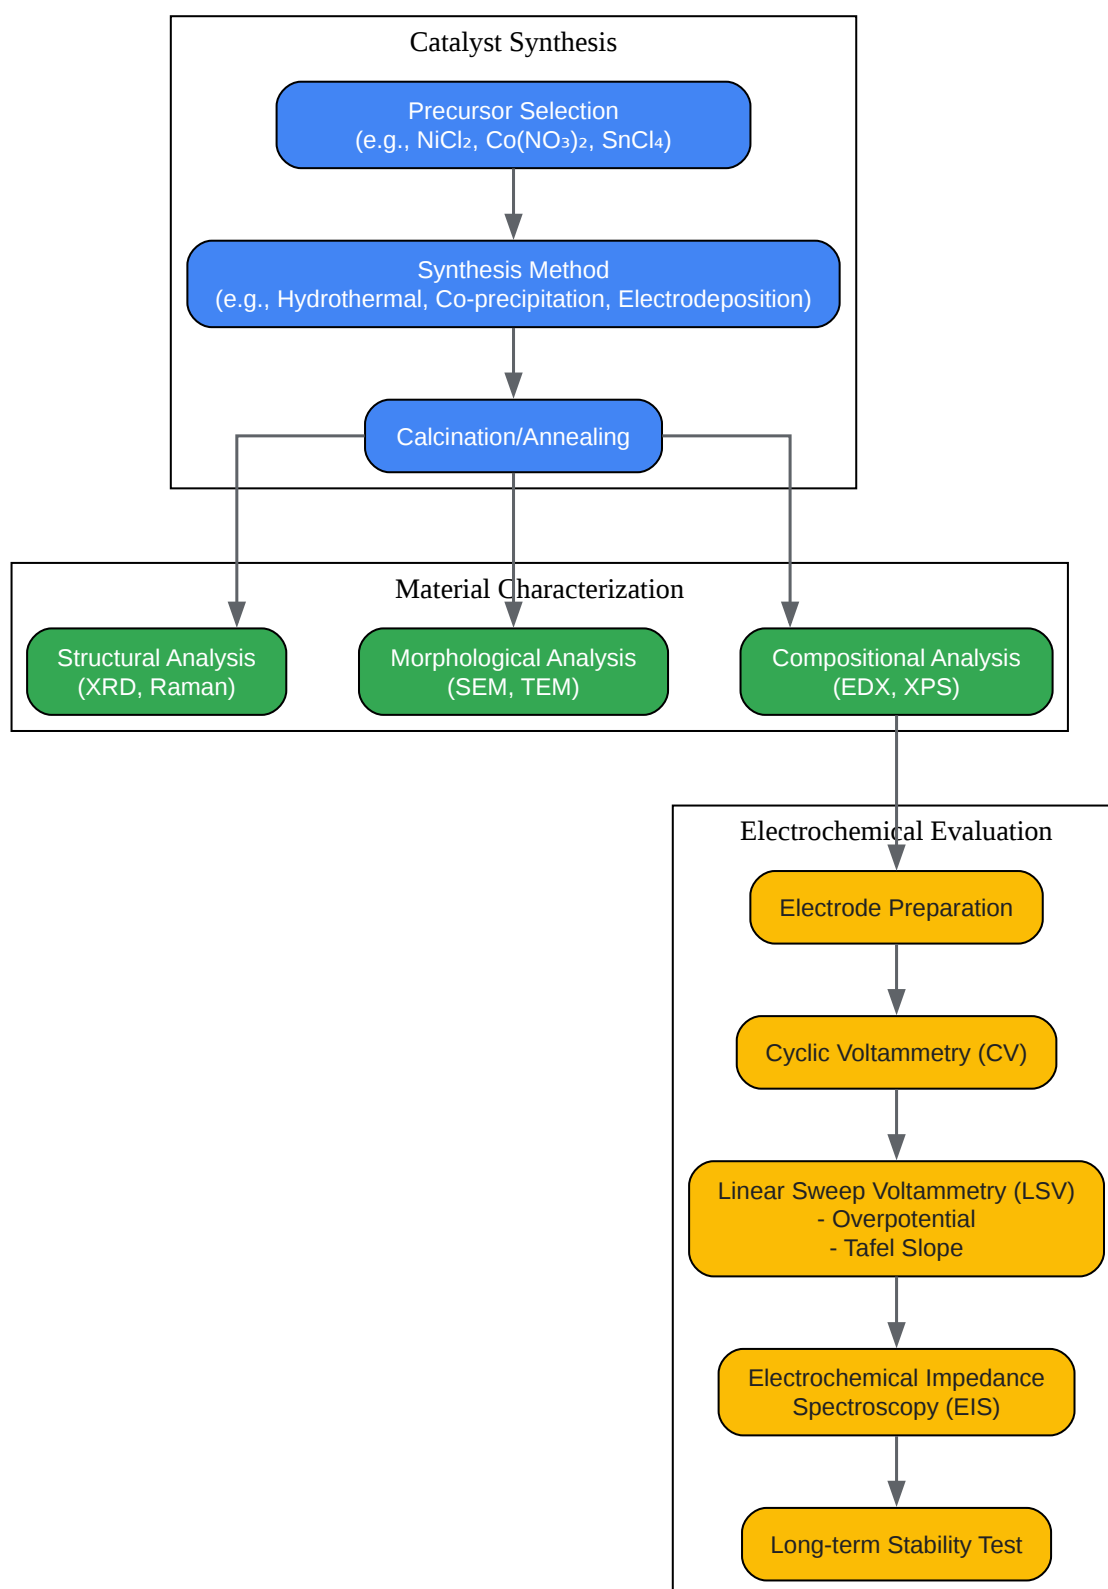 Catalyst Synthesis
Precursor Selection
(e.g., NiCl₂, Co(NO₃)₂, SnCl₄)
Synthesis Method
(e.g., Hydrothermal, Co-precipitation, Electrodeposition)
Calcination/Annealing
Material Characterization
Structural Analysis
(XRD, Raman)
Morphological Analysis
(SEM, TEM)
Compositional Analysis
(EDX, XPS)
Electrochemical Evaluation
Electrode Preparation
Cyclic Voltammetry (CV)
Linear Sweep Voltammetry (LSV)
- Overpotential
- Tafel Slope
Electrochemical Impedance
Spectroscopy (EIS)
Long-term Stability Test